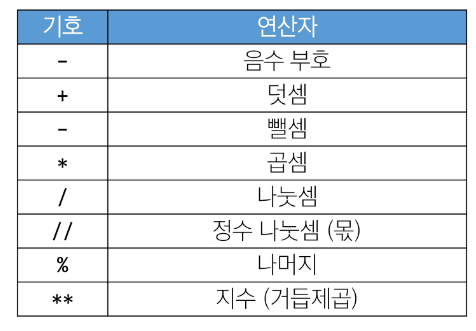 기호 연산자
- 음수 부호
+ 덧셈
- 뺄셈
* 곱셈
/ 나눗셈
// 정수 나눗셈 (몫)
% 나머지
** 지수 (거듭제곱)